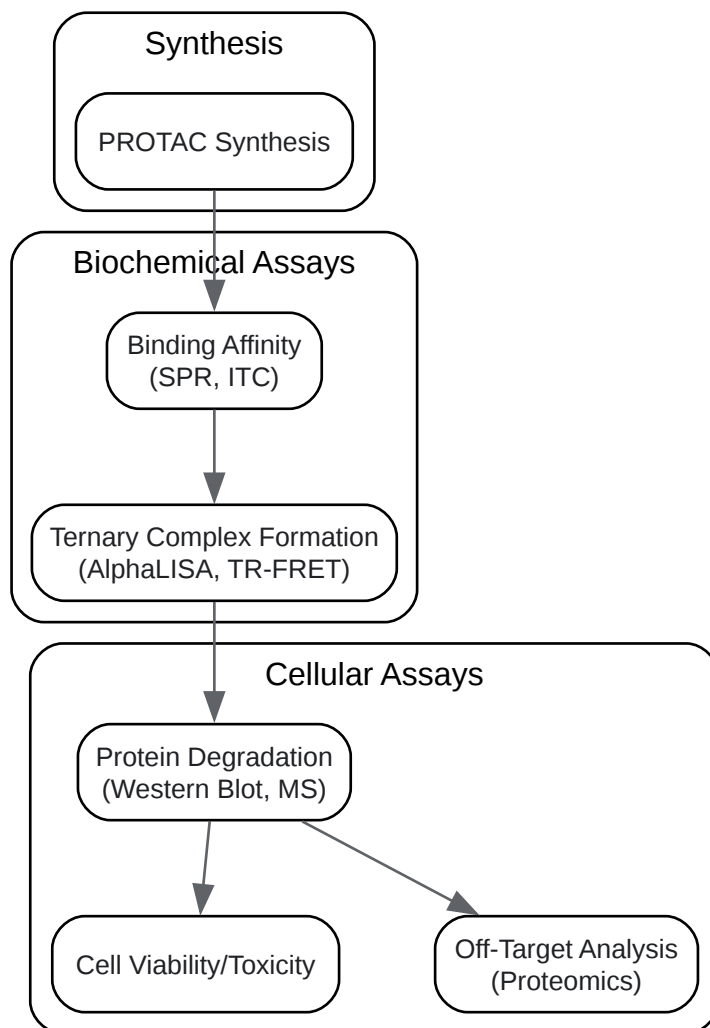 Synthesis
PROTAC Synthesis
Biochemical Assays
Binding Affinity
(SPR, ITC)
Ternary Complex Formation
(AlphaLISA, TR-FRET)
Cellular Assays
Protein Degradation
(Western Blot, MS)
Cell Viability/Toxicity
Off-Target Analysis
(Proteomics)